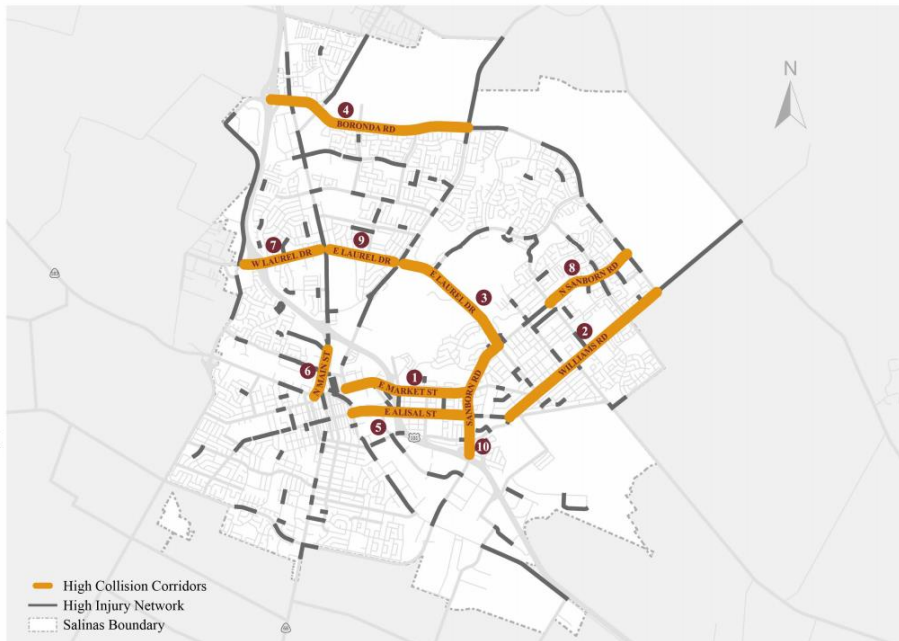 N
4
BORONDA RD
7
W LAUREL DR
9
E LAUREL DR
E LAUREL DR
3
8
N SANBORN RD
2
WILLIAMS RD
6
N MAIN ST
1
E MARKET ST
SANBORN RD
E ALISAL ST
5
10
High Collision Corridors
High Injury Network
Salinas Boundary